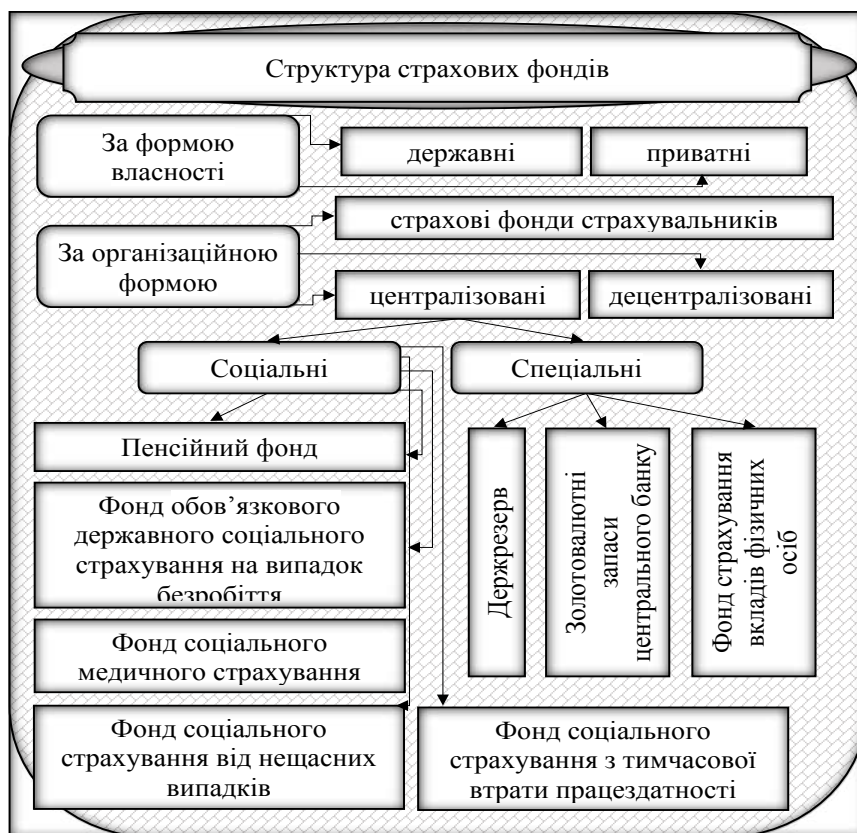 Структура страхових фондів
За формою
власності
державні
приватні
страхові фонди страхувальників
За організаційною
формою
централізовані
децентралізовані
Соціальні
Спеціальні
Пенсійний фонд
Фонд обов’язкового
державного соціального
страхування на випадок
безробіття
Фонд соціального
медичного страхування
Фонд соціального
страхування від нещасних
випадків
Держрезерв
Золотовалютні
запаси
центрального банку
Фонд страхування
вкладів фізичних
осіб
Фонд соціального
страхування з тимчасової
втрати працездатності